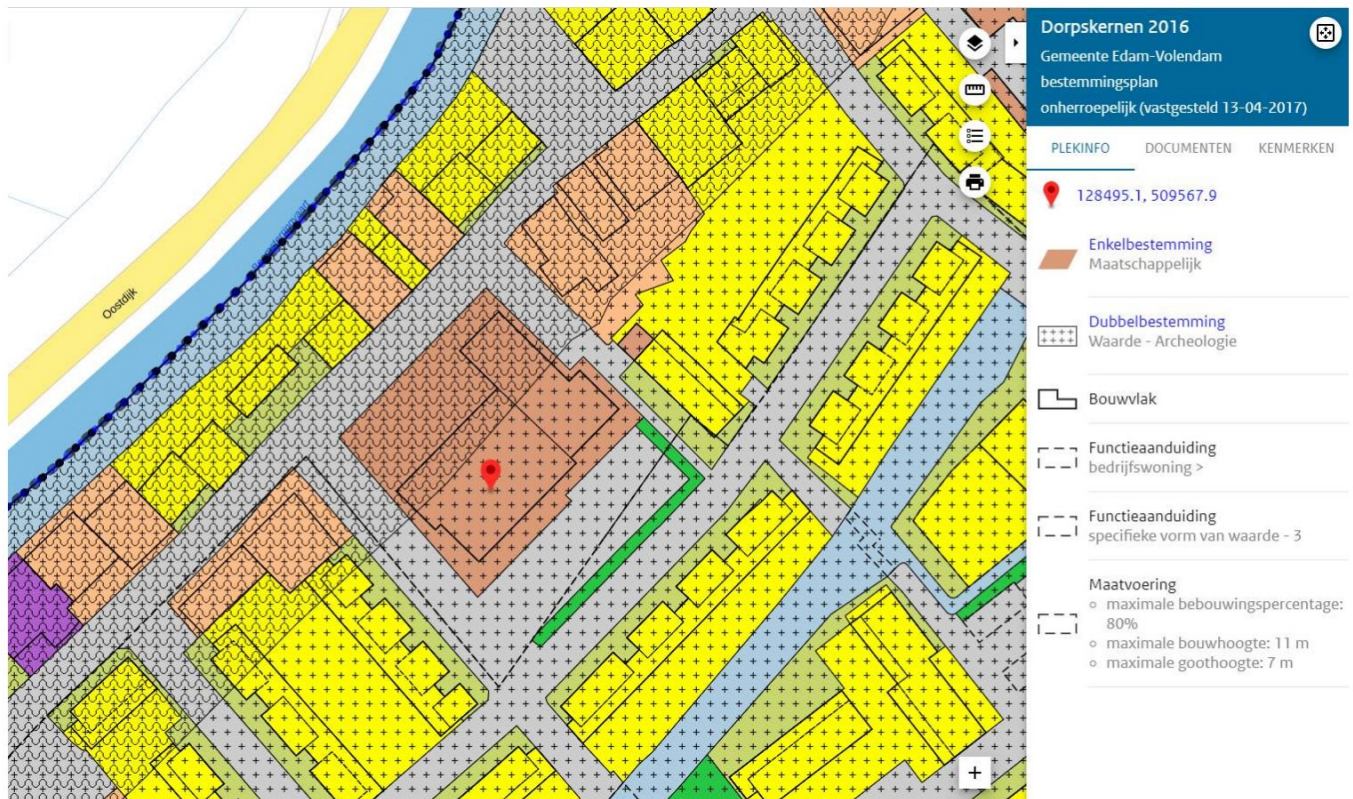 Oostdijk
Dorpskernen 2016
Gemeente Edam-Volendam
bestemmingsplan
onherroepelijk (vastgesteld 13-04-2017)
PLEKINFO DOCUMENTEN KENMERKEN
128495.1, 509567.9
Enkelbestemming
Maatschappelijk
Dubbelbestemming
Waarde - Archeologie
Bouwvlak
Functieaanduiding
bedrijfswoning >
Functieaanduiding
specifieke vorm van waarde - 3
Maatvoering
maximale bebouwingspercentage:
80%
maximale bouwhoogte: 11 m
maximale goothoogte: 7 m